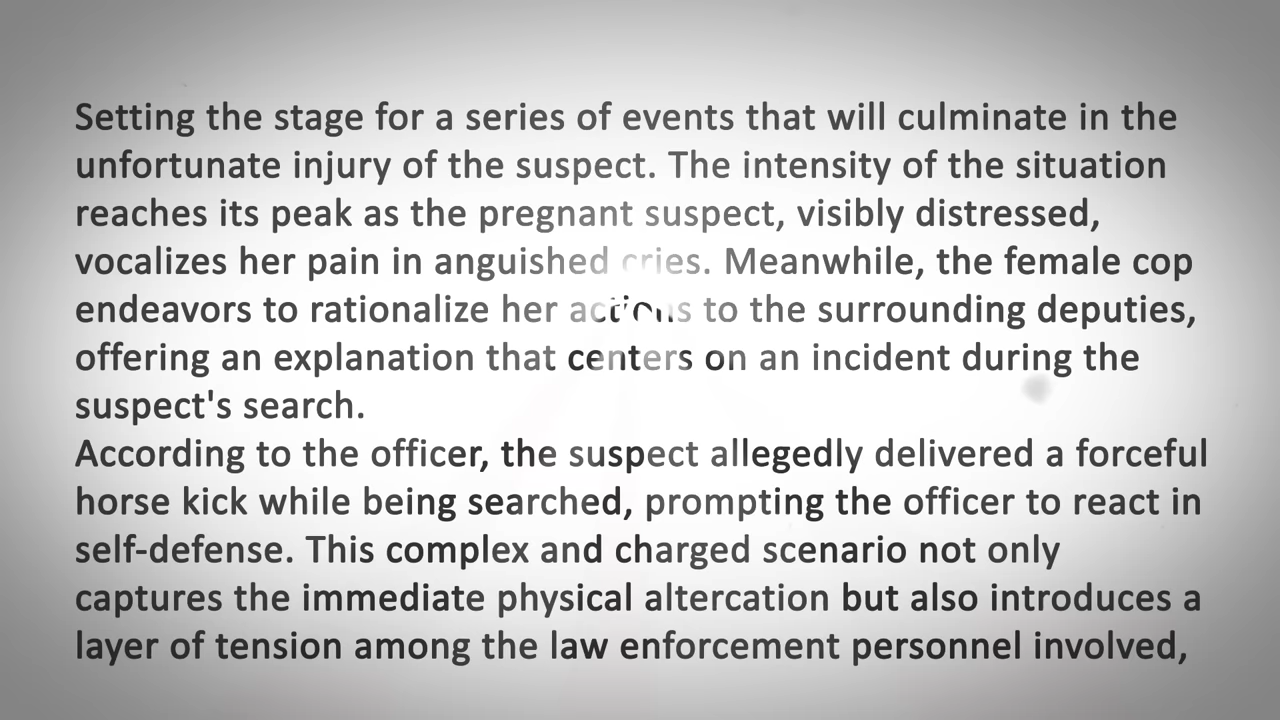 Setting the stage for a series of events that will culminate in the
unfortunate injury of the suspect. The intensity of the situation
reaches its peak as the pregnant suspect, visibly distressed,
vocalizes her pain in anguished cries. Meanwhile, the female cop
endeavors to rationalize her actions to the surrounding deputies,
offering an explanation that centers on an incident during the
suspect's search.
According to the officer, the suspect allegedly delivered a forceful
horse kick while being searched, prompting the officer to react in
self-defense. This complex and charged scenario not only
captures the immediate physical altercation but also introduces a
layer of tension among the law enforcement personnel involved,